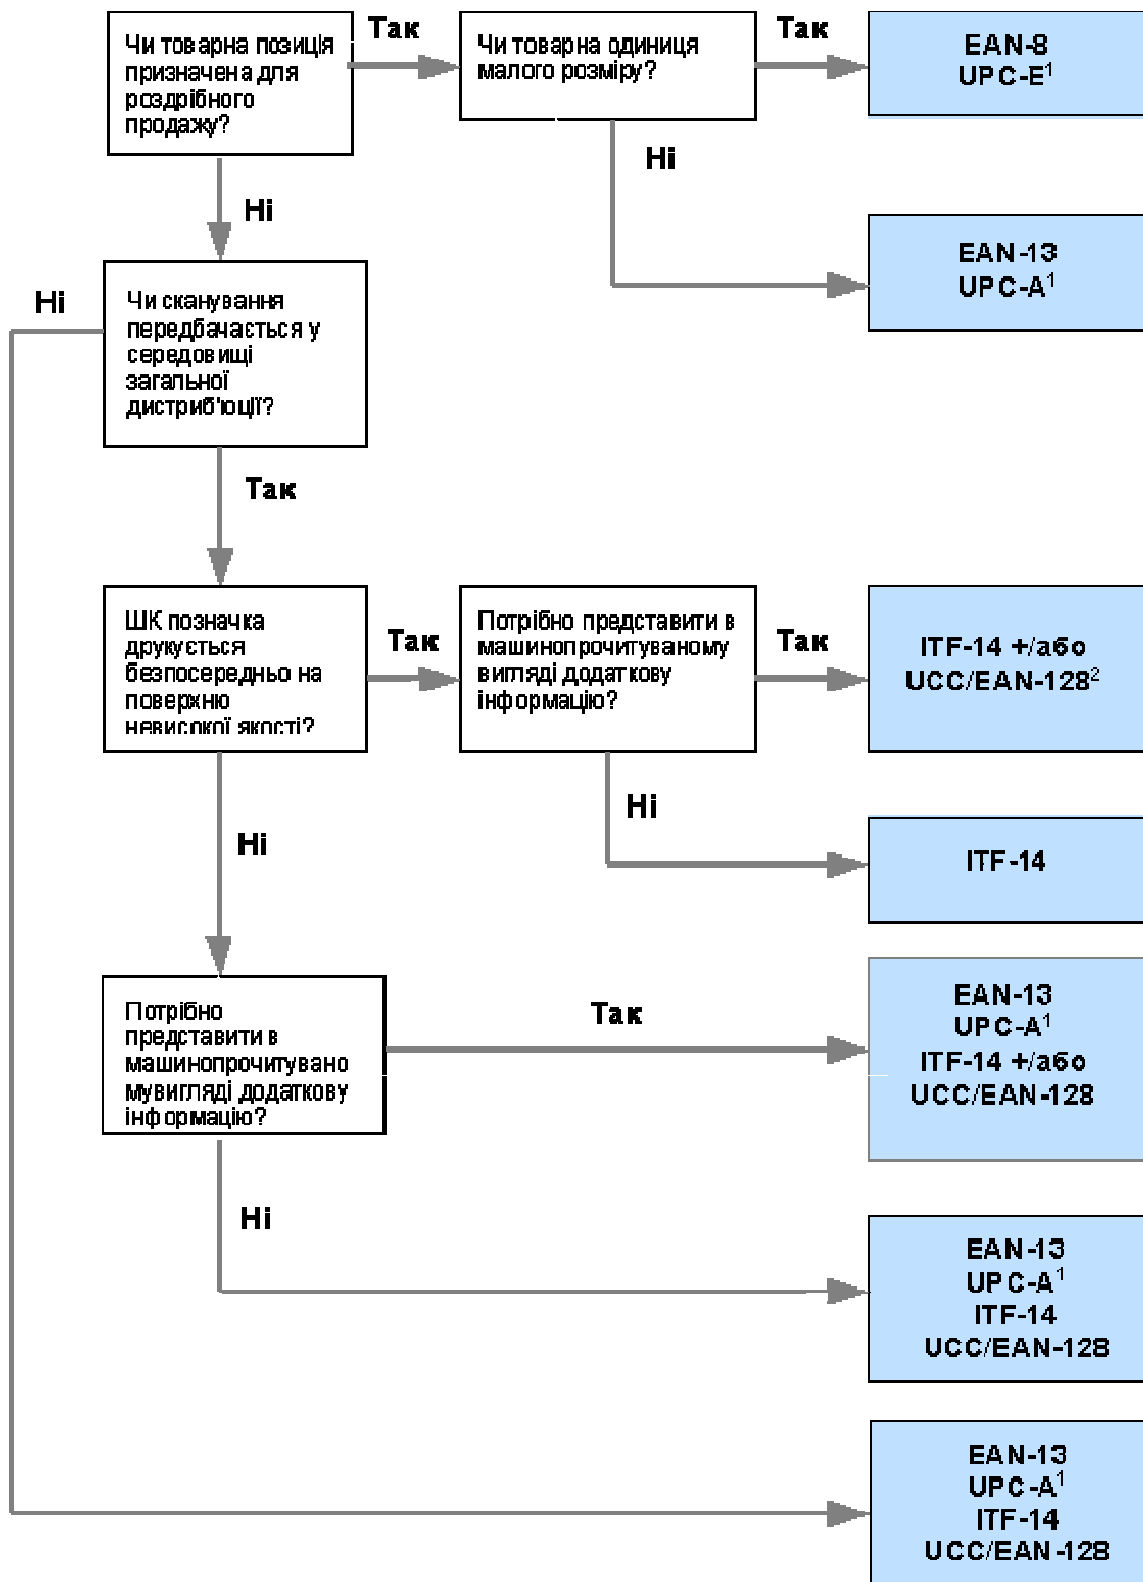 Чи товарна позиція
призначена для
роздрібного
продажу?
Так
Чи товарна одиниця
малого розміру?
Так
EAN-8
UPC-E¹
Ні
Ні
EAN-13
UPC-A¹
Ні
Чи сканування
передбачається у
середовищі
загальної
дистриб'юції?
Так
ШК позначка
друкується
безпосередньо на
поверхню
невисокої якості?
Так
Потрібно представити в
машинопрочитуваному
вигляді додаткову
інформацію?
Так
ITF-14 +/або
UCC/EAN-128²
Ні
ITF-14
Ні
Потрібно
представити в
машинопрочитувано
мувигляді додаткову
інформацію?
Так
EAN-13
UPC-A¹
ITF-14 +/або
UCC/EAN-128
Ні
EAN-13
UPC-A¹
ITF-14
UCC/EAN-128
EAN-13
UPC-A¹
ITF-14
UCC/EAN-128